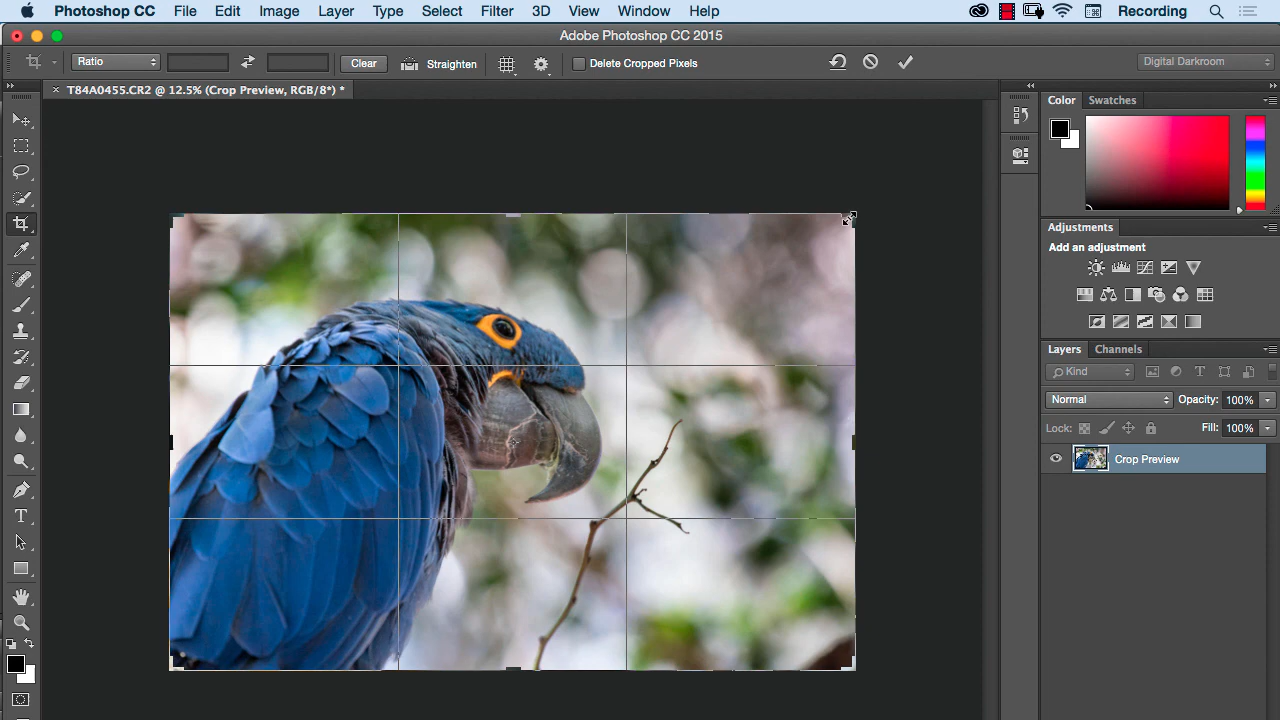 Photoshop CC File Edit Image Layer Type Select Filter 3D View Window Help Recording
Adobe Photoshop CC 2015
Ratio Clear Straighten Delete Cropped Pixels Digital Darkroom
× T84A0455.CR2 @ 12.5% (Crop Preview, RGB/8*) *
Color Swatches
Adjustments
Add an adjustment
Layers Channels
Kind
Normal Opacity: 100%
Lock: Fill: 100%
Crop Preview